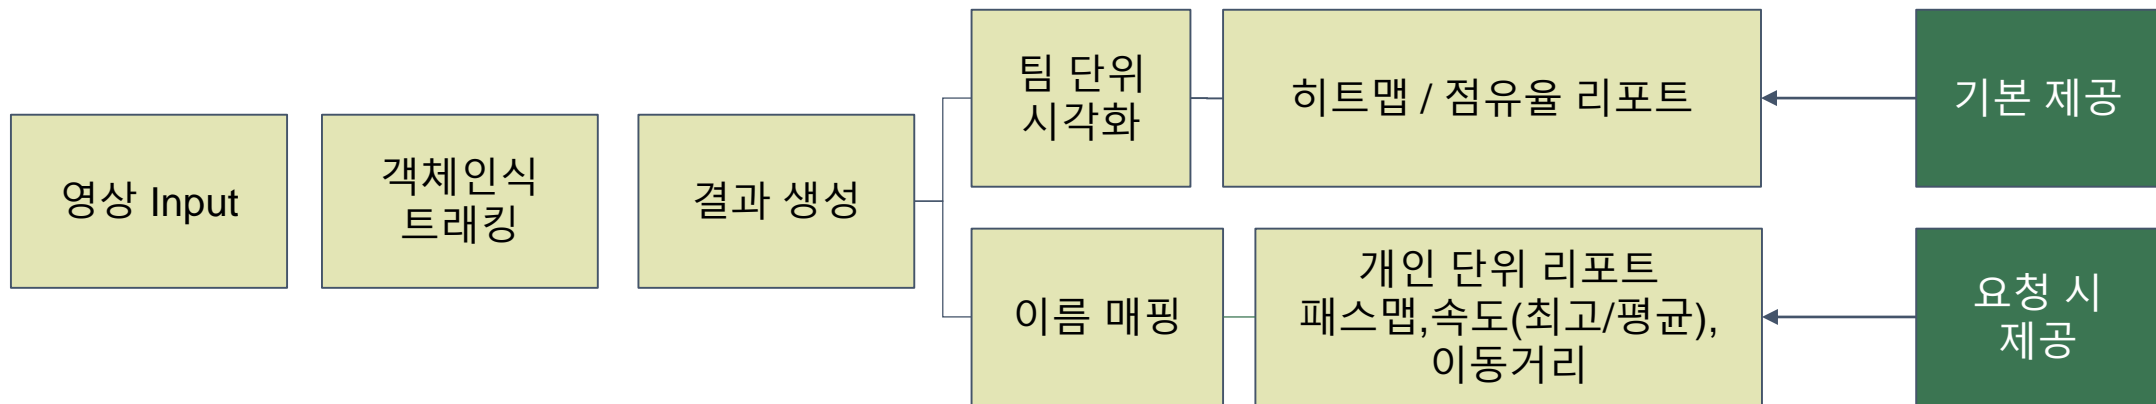 영상 Input
객체인식
트래킹
결과 생성
팀 단위
시각화
히트맵 / 점유율 리포트
기본 제공
이름 매핑
개인 단위 리포트
패스맵,속도(최고/평균),
이동거리
요청 시
제공